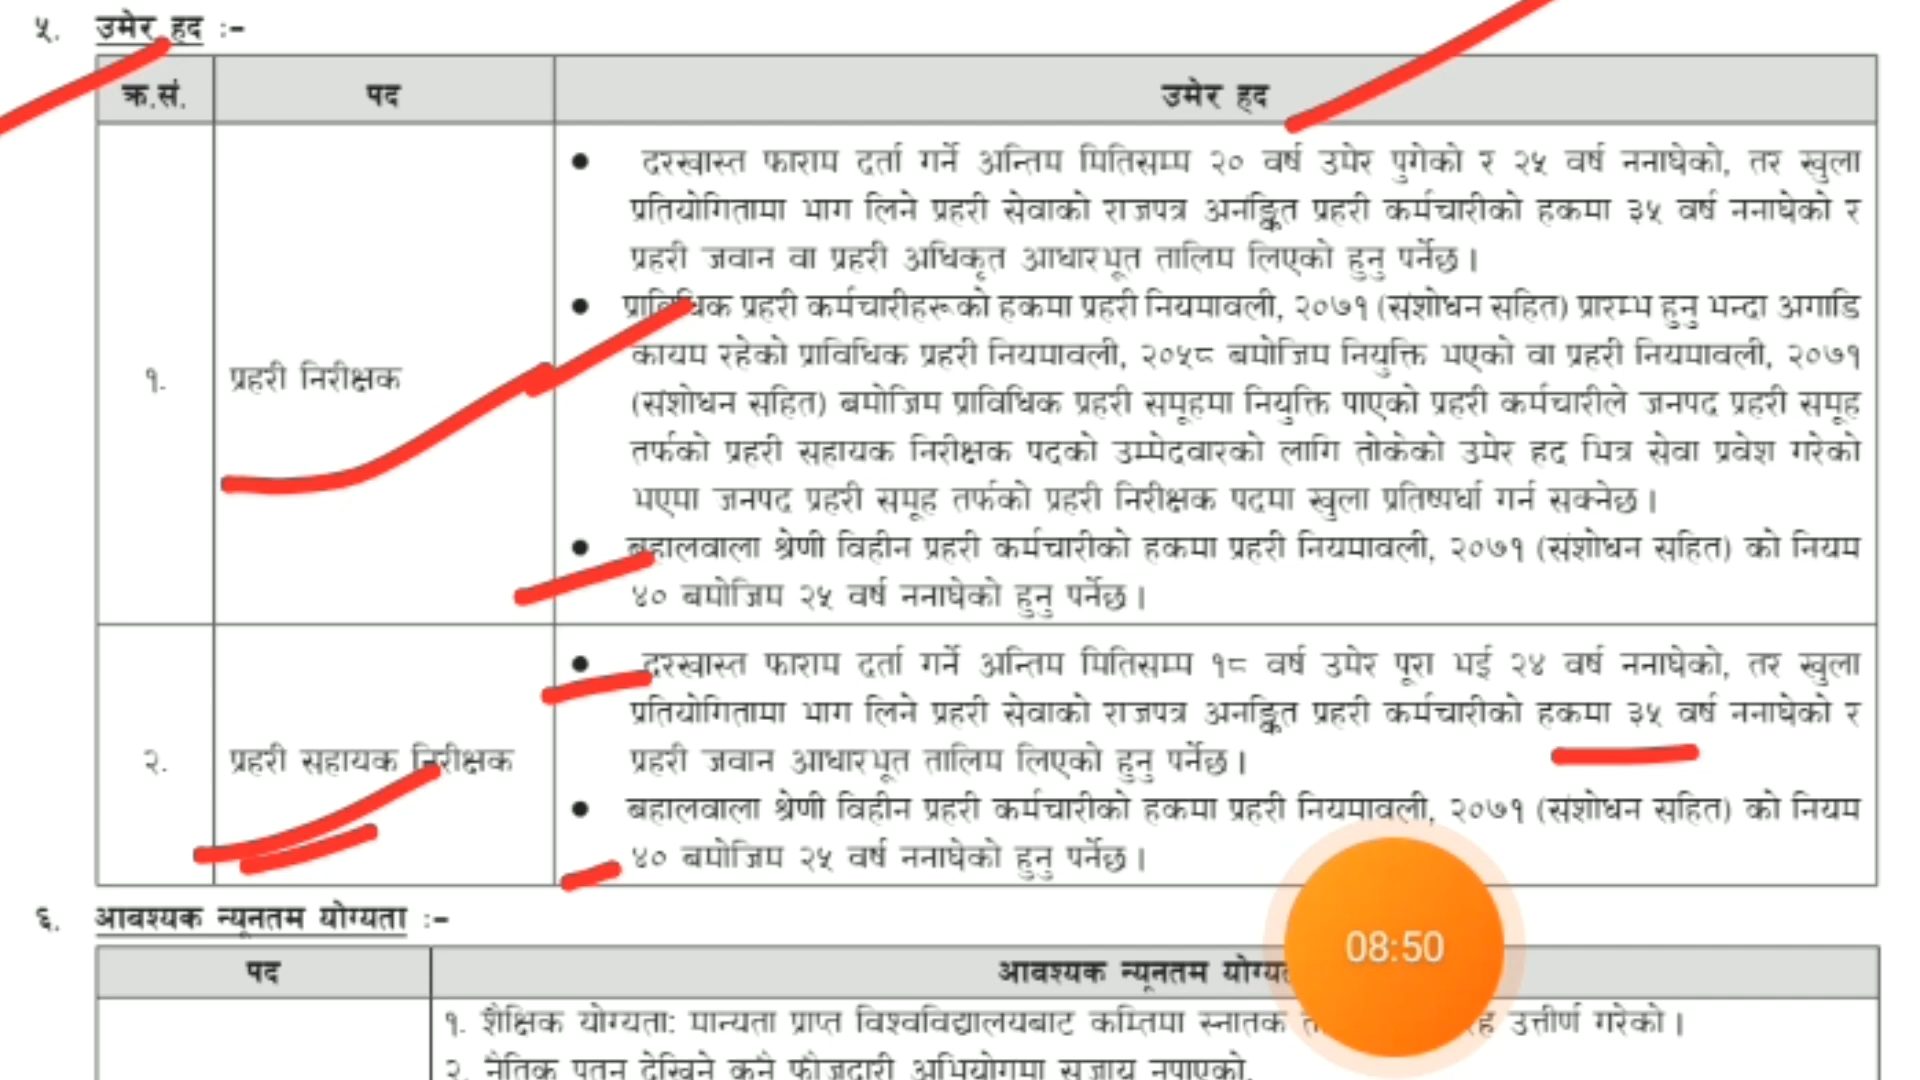 ५. उमेर हद :-
क्र.सं. पद उमेर हद
● दरखास्त फाराम दर्ता गर्ने अन्तिम मितिसम्म २० वर्ष उमेर पुगेको र २५ वर्ष ननाघेको, तर खुला
प्रतियोगितामा भाग लिने प्रहरी सेवाको राजपत्र अनङ्कित प्रहरी कर्मचारीको हकमा ३५ वर्ष ननाघेको र
प्रहरी जवान वा प्रहरी अधिकृत आधारभूत तालिम लिएको हुनु पर्नेछ।
● प्राविधिक प्रहरी कर्मचारीहरूको हकमा प्रहरी नियमावली, २०७१ (संशोधन सहित) प्रारम्भ हुनु भन्दा अगाडि
कायम रहेको प्राविधिक प्रहरी नियमावली, २०५८ बमोजिम नियुक्ति भएको वा प्रहरी नियमावली, २०७१
१. प्रहरी निरीक्षक
(संशोधन सहित) बमोजिम प्राविधिक प्रहरी समूहमा नियुक्ति पाएको प्रहरी कर्मचारीले जनपद प्रहरी समूह
तर्फको प्रहरी सहायक निरीक्षक पदको उम्मेदवारको लागि तोकेको उमेर हद भित्र सेवा प्रवेश गरेको
भएमा जनपद प्रहरी समूह तर्फको प्रहरी निरीक्षक पदमा खुला प्रतिष्पर्धा गर्न सक्नेछ।
● बहालवाला श्रेणी विहीन प्रहरी कर्मचारीको हकमा प्रहरी नियमावली, २०७१ (संशोधन सहित) को नियम
४० बमोजिम २५ वर्ष ननाघेको हुनु पर्नेछ।
● दरखास्त फाराम दर्ता गर्ने अन्तिम मितिसम्म १८ वर्ष उमेर पूरा भई २४ वर्ष ननाघेको, तर खुला
प्रतियोगितामा भाग लिने प्रहरी सेवाको राजपत्र अनङ्कित प्रहरी कर्मचारीको हकमा ३५ वर्ष ननाघेको र
२. प्रहरी सहायक निरीक्षक प्रहरी जवान आधारभूत तालिम लिएको हुनु पर्नेछ।
● बहालवाला श्रेणी विहीन प्रहरी कर्मचारीको हकमा प्रहरी नियमावली, २०७१ (संशोधन सहित) को नियम
४० बमोजिम २५ वर्ष ननाघेको हुनु पर्नेछ।
६. आवश्यक न्यूनतम योग्यता :-
08:50
पद आवश्यक न्यूनतम
१. शैक्षिक योग्यता: मान्यता प्राप्त विश्वविद्यालयबाट कम्तिमा स्नातक उत्तीर्ण गरेको।
२. नैतिक पतन देखिने कुनै फौजदारी अभियोगमा सजाय नपाएको.